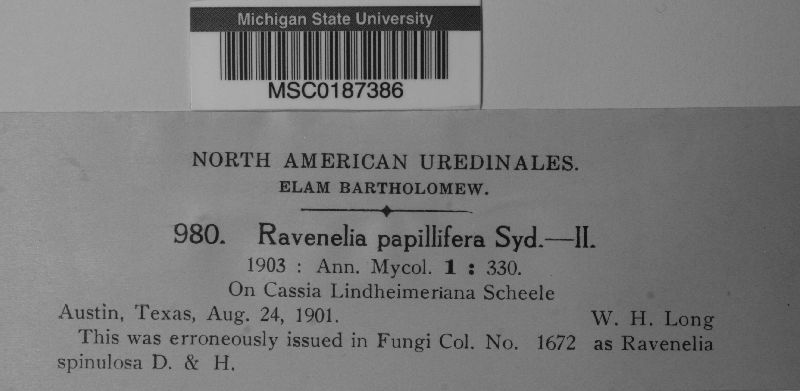 Michigan State University
MSC0187386
NORTH AMERICAN UREDINALES.
ELAM BARTHOLOMEW.
980. Ravenelia papillifera Syd.—II.
1903 : Ann. Mycol. 1 : 330.
On Cassia Lindheimeriana Scheele
Austin, Texas, Aug. 24, 1901. W. H. Long
This was erroneously issued in Fungi Col. No. 1672 as Ravenelia
spinulosa D. & H.